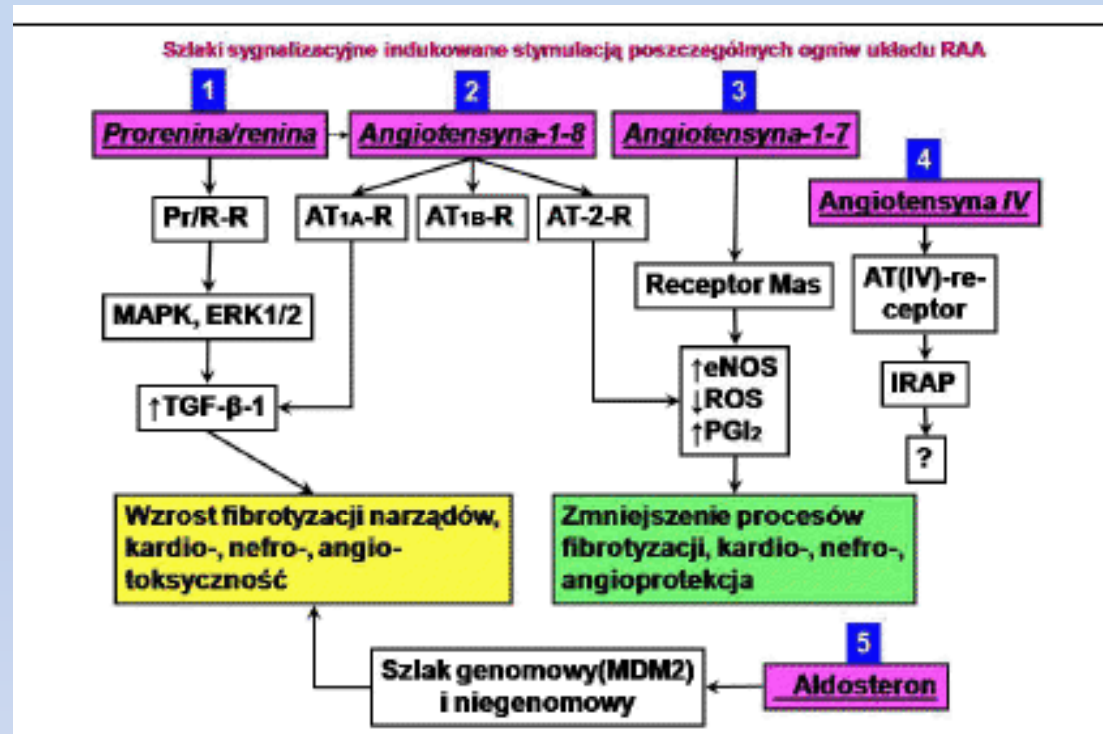 Szlaki sygnalizacyjne indukowane stymulacją poszczególnych ogniw układu RAA
1
2
3
Prorenina/renina
Angiotensyna-1-8
Angiotensyna-1-7
4
Angiotensyna IV
Pr/R-R
AT1A-R
AT1B-R
AT-2-R
Receptor Mas
AT(IV)-re-
ceptor
MAPK, ERK1/2
↑eNOS
↓ROS
↑PGI2
IRAP
↑TGF-β-1
?
Wzrost fibrotyzacji narządów,
kardio-, nefro-, angio-
toksyczność
Zmniejszenie procesów
fibrotyzacji, kardio-, nefro-,
angioprotekcja
5
Szlak genomowy(MDM2)
i niegenomowy
Aldosteron